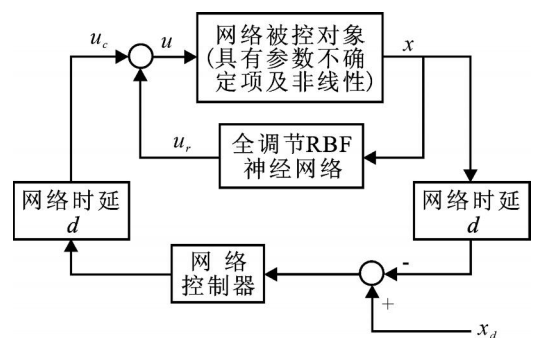 u_c
u
网络被控对象
(具有参数不确
定项及非线性)
x
u_r
全调节RBF
神经网络
网络时延
d
网络时延
d
网 络
控制器
-
+
x_d